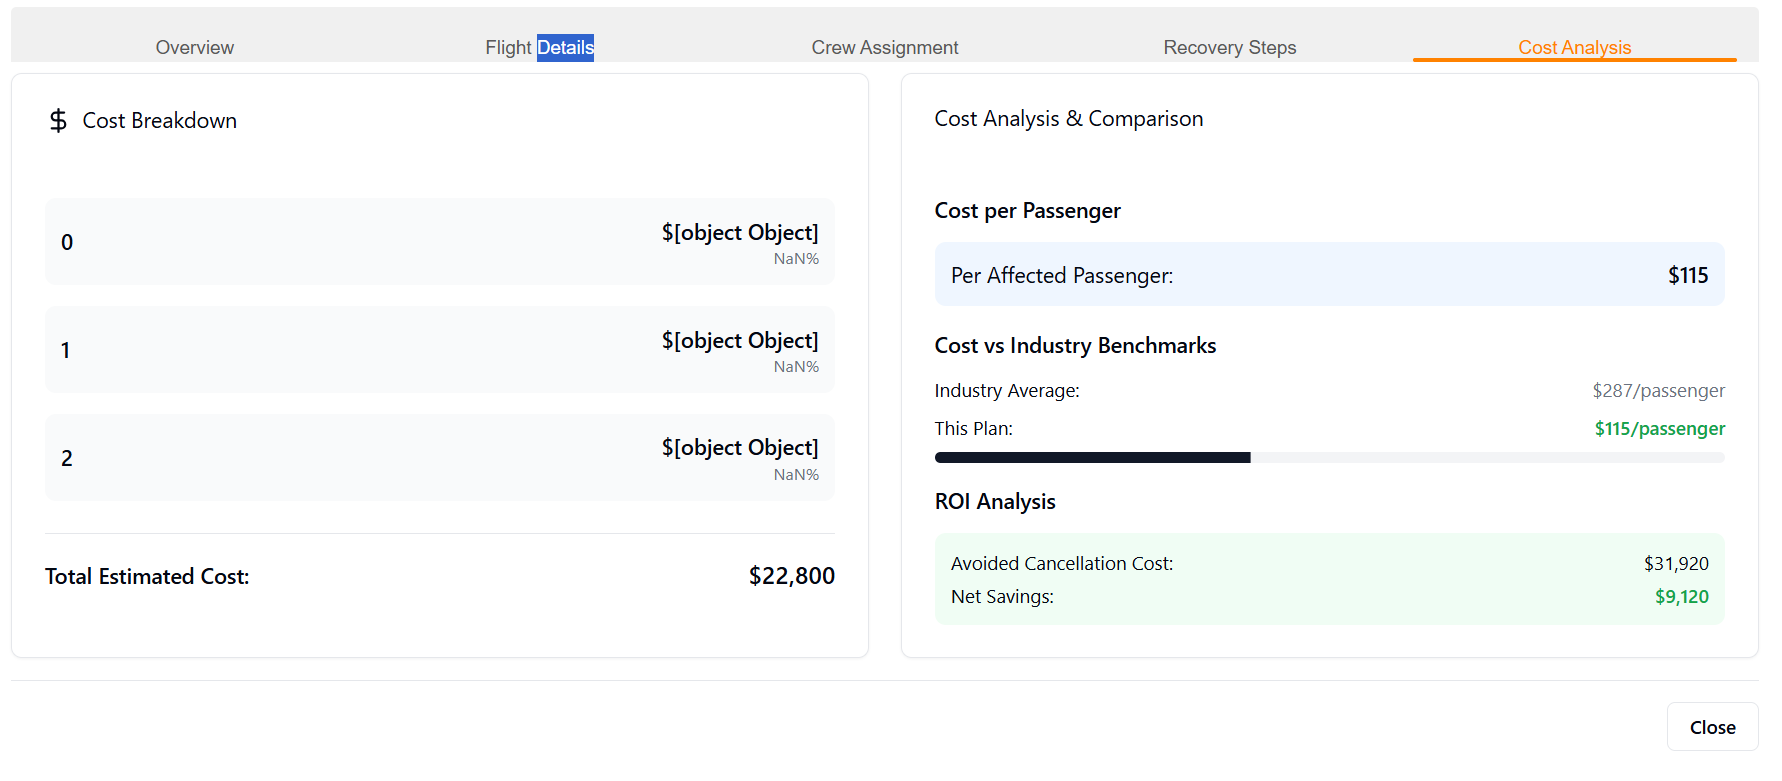 Overview Flight Details Crew Assignment Recovery Steps Cost Analysis
Cost Breakdown
0 $[object Object]
NaN%
1 $[object Object]
NaN%
2 $[object Object]
NaN%
Total Estimated Cost: $22,800
Cost Analysis & Comparison
Cost per Passenger
Per Affected Passenger: $115
Cost vs Industry Benchmarks
Industry Average: $287/passenger
This Plan: $115/passenger
ROI Analysis
Avoided Cancellation Cost: $31,920
Net Savings: $9,120
Close